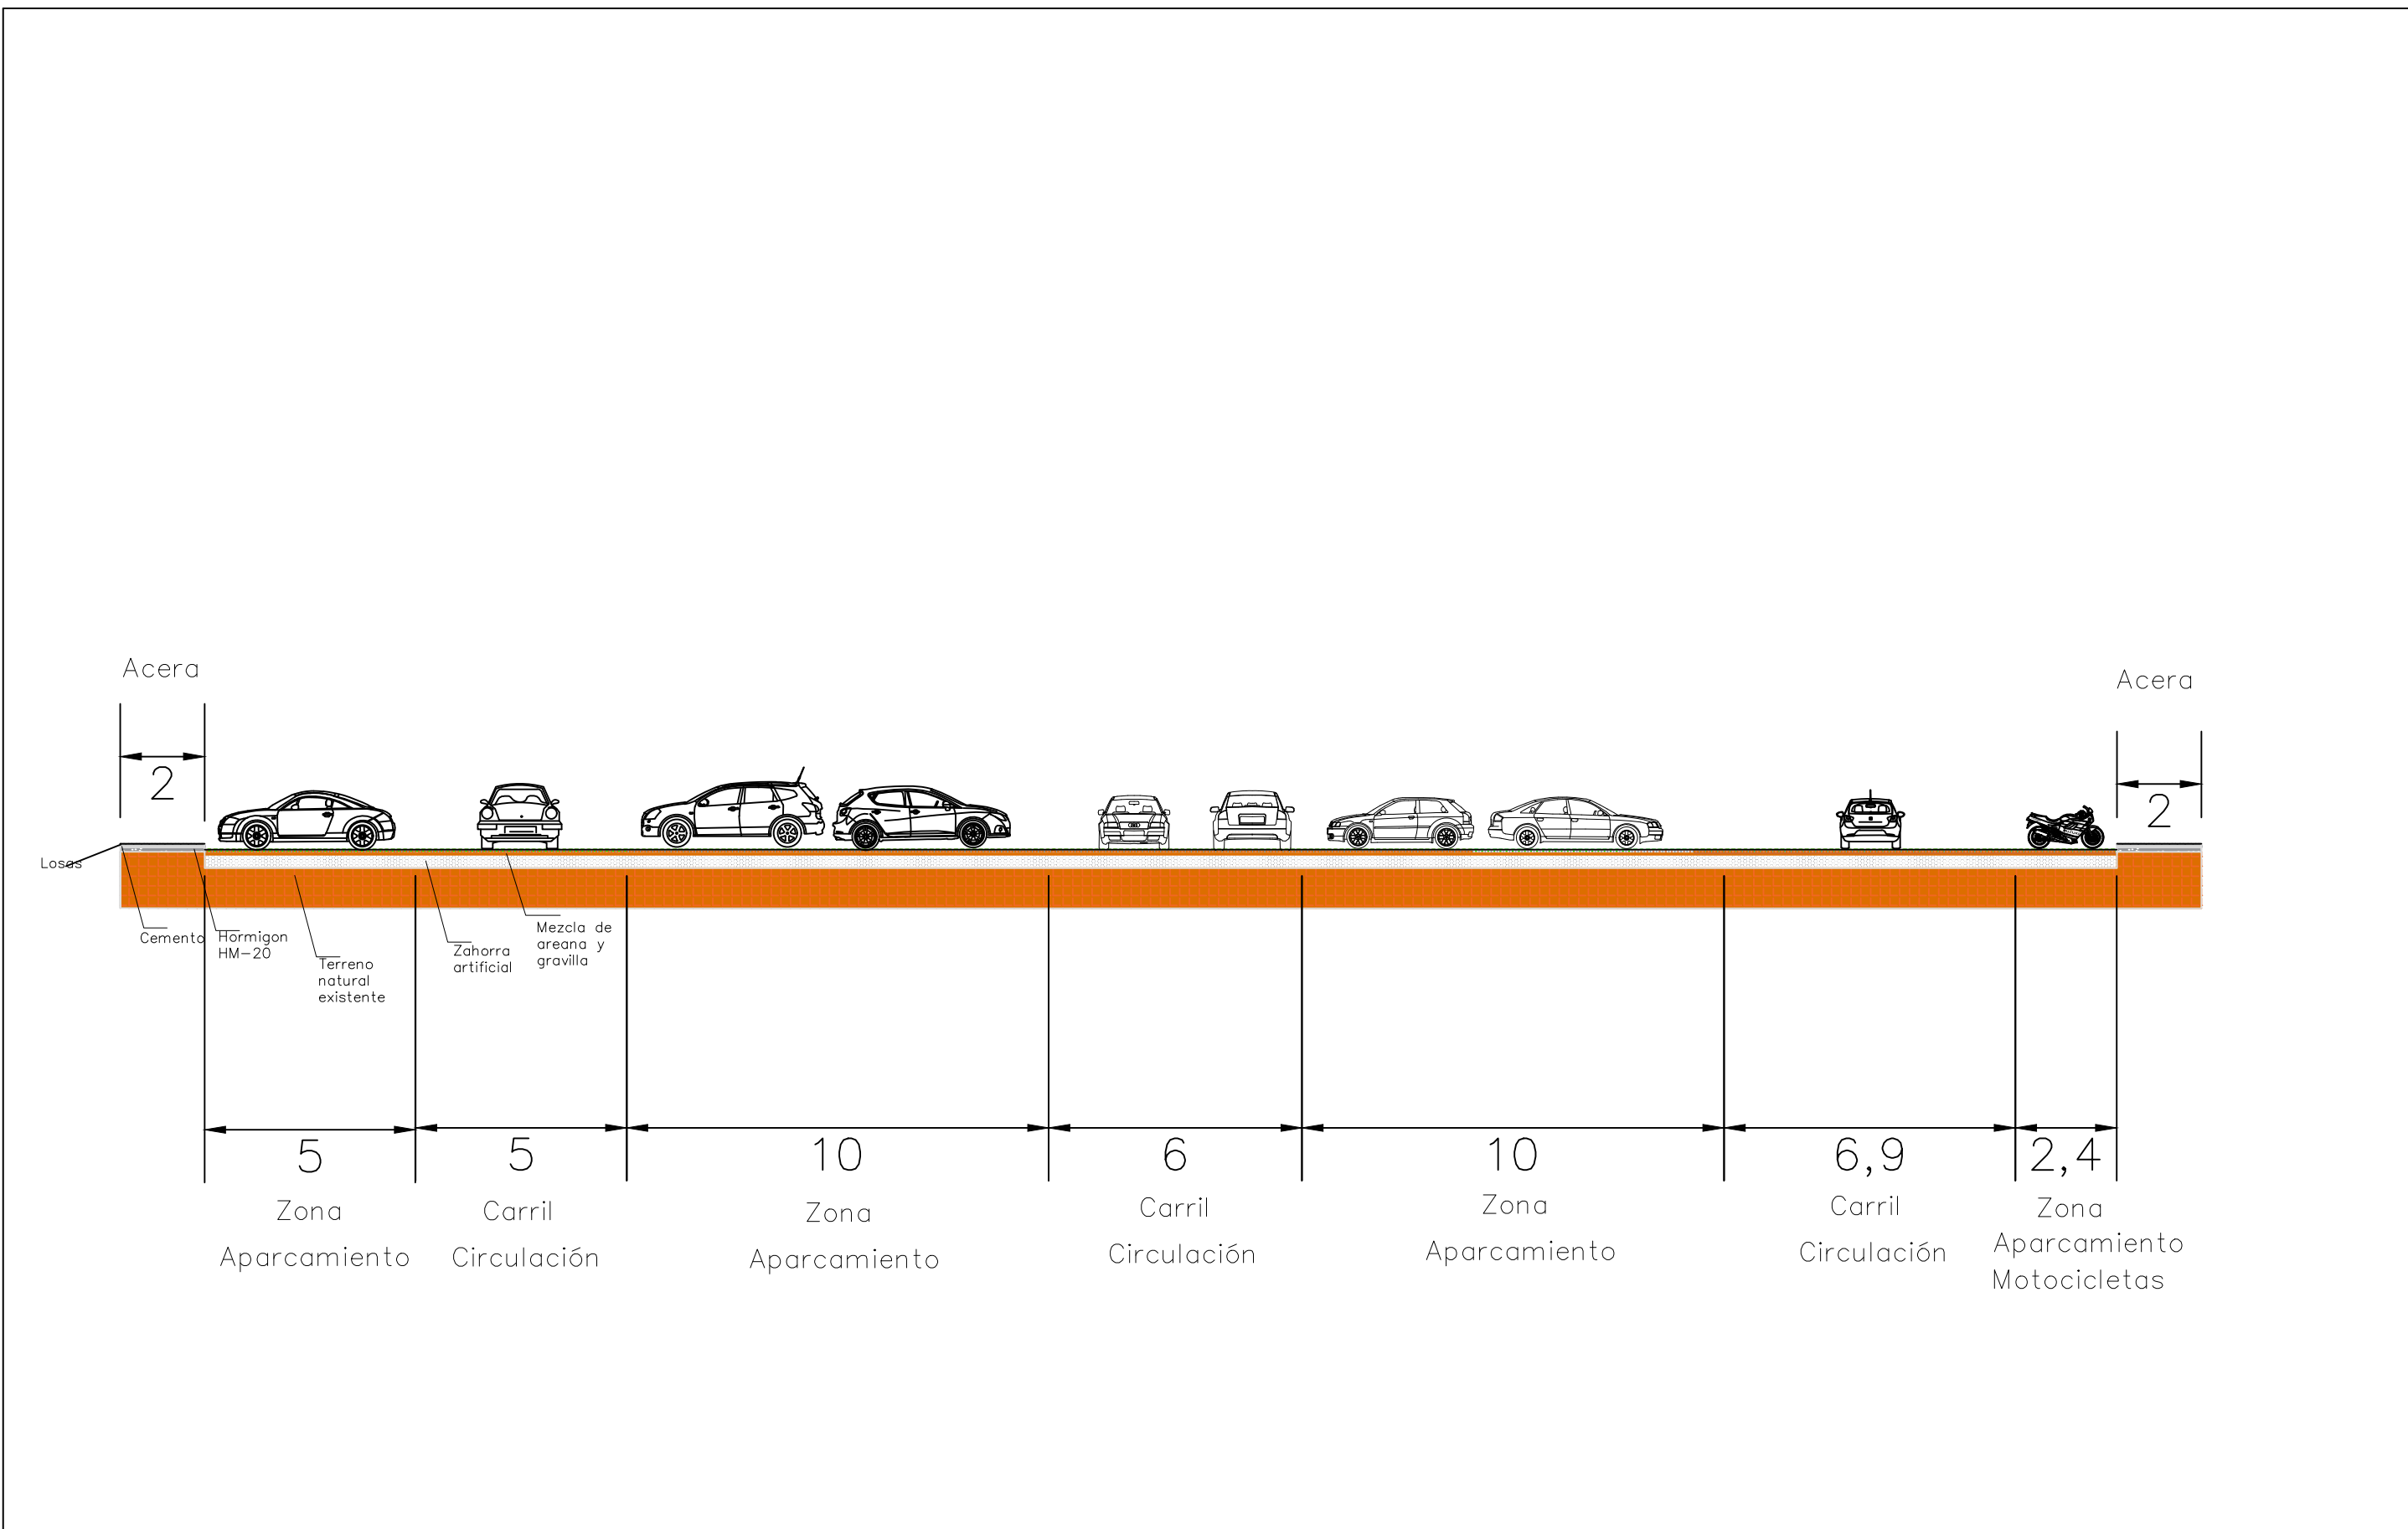 Acera
Acera
2
2
Losas
Cemento
Hormigon
HM-20
Terreno
natural
existente
Zahorra
artificial
Mezcla de
areana y
gravilla
5
5
10
6
10
6,9
2,4
Zona
Aparcamiento
Carril
Circulación
Zona
Aparcamiento
Carril
Circulación
Zona
Aparcamiento
Carril
Circulación
Zona
Aparcamiento
Motocicletas